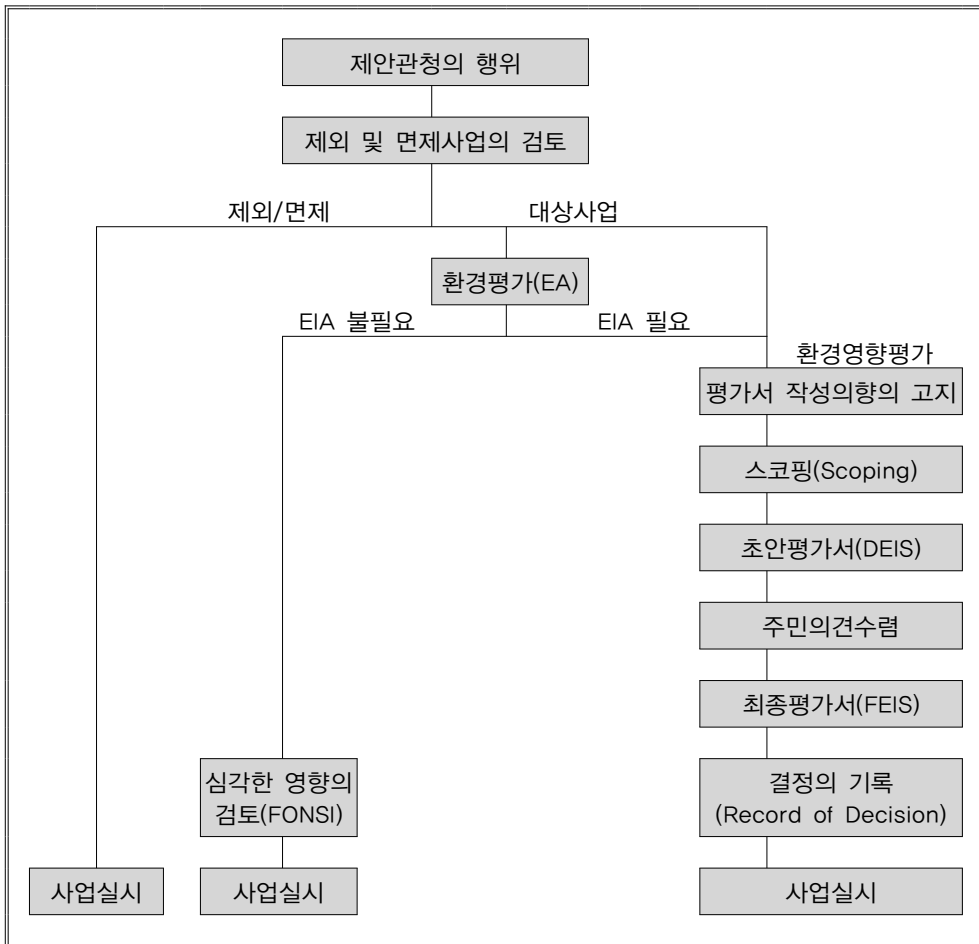 제안관청의 행위
제외 및 면제사업의 검토
제외/면제
대상사업
환경평가(EA)
EIA 불필요
EIA 필요
환경영향평가
평가서 작성의향의 고지
스코핑(Scoping)
초안평가서(DEIS)
주민의견수렴
최종평가서(FEIS)
심각한 영향의
검토(FONSI)
결정의 기록
(Record of Decision)
사업실시
사업실시
사업실시